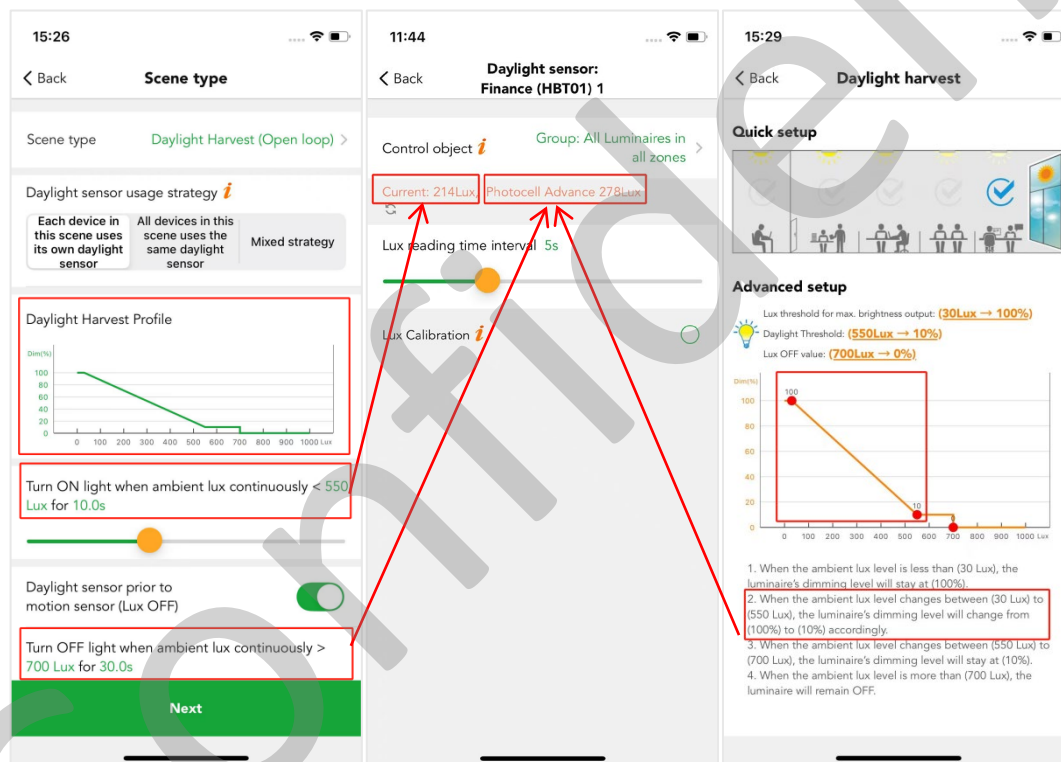 15:26
Back
Scene type
Scene type
Daylight Harvest (Open loop)
Daylight sensor usage strategy i
Each device in
this scene uses
its own daylight
sensor
All devices in this
scene uses the
same daylight
sensor
Mixed strategy
Daylight Harvest Profile
Dim(%)
100
80
60
40
20
0
0 100 200 300 400 500 600 700 800 900 1000 Lux
Turn ON light when ambient lux continuously < 550
Lux for 10.0s
Daylight sensor prior to
motion sensor (Lux OFF)
Turn OFF light when ambient lux continuously >
700 Lux for 30.0s
Next
11:44
Back
Daylight sensor:
Finance (HBT01) 1
Control object i
Group: All Luminaires in
all zones
Current: 214Lux, Photocell Advance 278Lux
Lux reading time interval 5s
Lux Calibration i
15:29
Back
Daylight harvest
Quick setup
Advanced setup
Lux threshold for max. brightness output: (30Lux → 100%)
Daylight Threshold: (550Lux → 10%)
Lux OFF value: (700Lux → 0%)
Dim(%)
100
80
60
40
20
0
100
10
0
0 100 200 300 400 500 600 700 800 900 1000 Lux
1. When the ambient lux level is less than (30 Lux), the
luminaire's dimming level will stay at (100%).
2. When the ambient lux level changes between (30 Lux) to
(550 Lux), the luminaire's dimming level will change from
(100%) to (10%) accordingly.
3. When the ambient lux level changes between (550 Lux) to
(700 Lux), the luminaire's dimming level will stay at (10%).
4. When the ambient lux level is more than (700 Lux), the
luminaire will remain OFF.
Confide